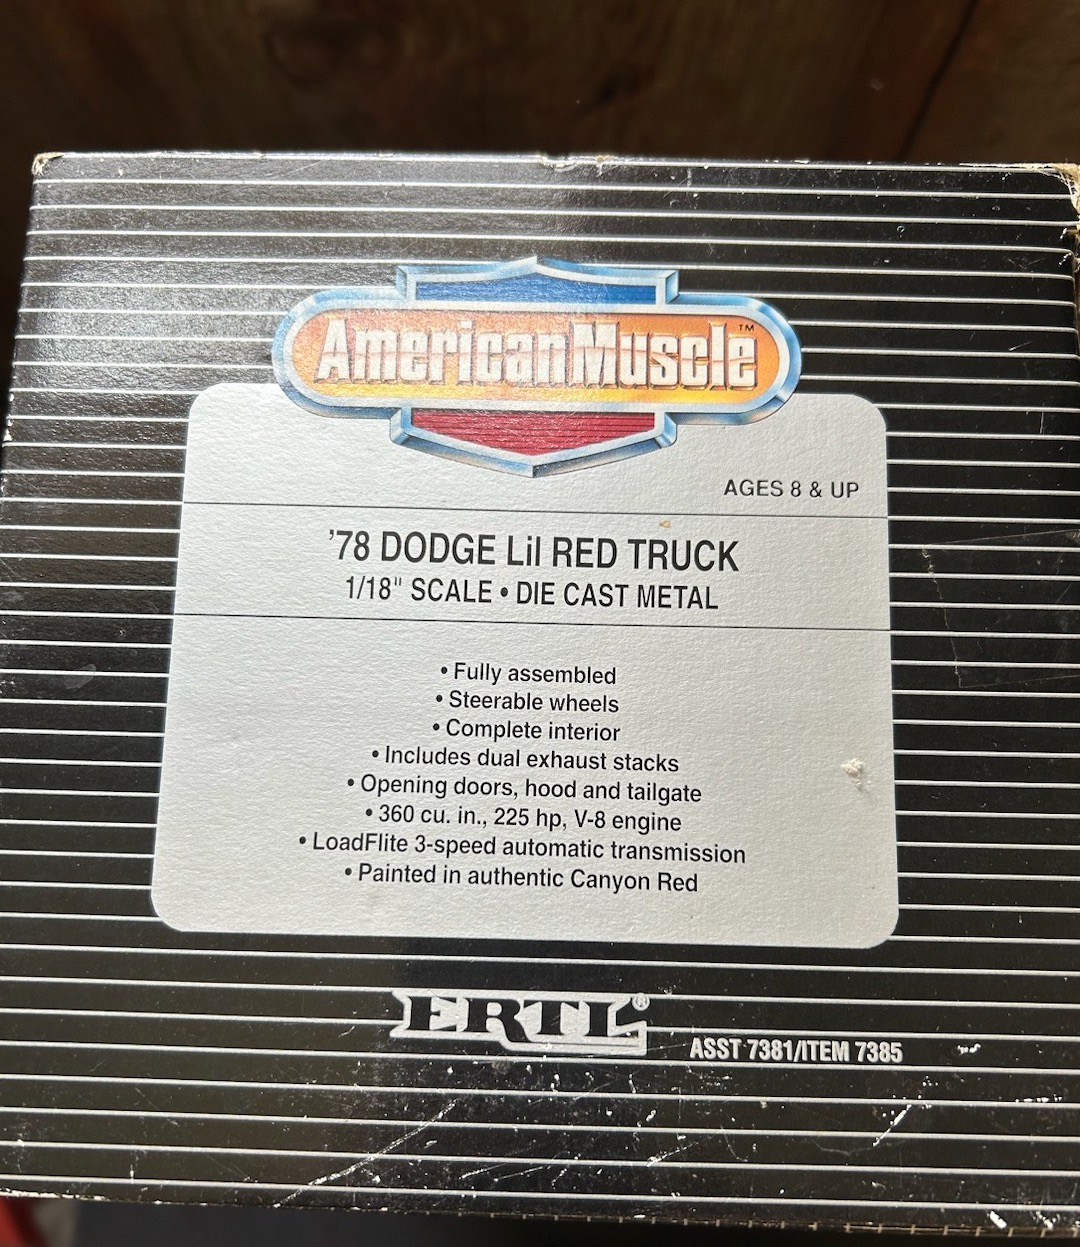 AmericanMuscle™
AGES 8 & UP
'78 DODGE Lil RED TRUCK
1/18" SCALE • DIE CAST METAL
• Fully assembled
• Steerable wheels
• Complete interior
• Includes dual exhaust stacks
• Opening doors, hood and tailgate
• 360 cu. in., 225 hp, V-8 engine
• LoadFlite 3-speed automatic transmission
• Painted in authentic Canyon Red
ERTL®
ASST 7381/ITEM 7385